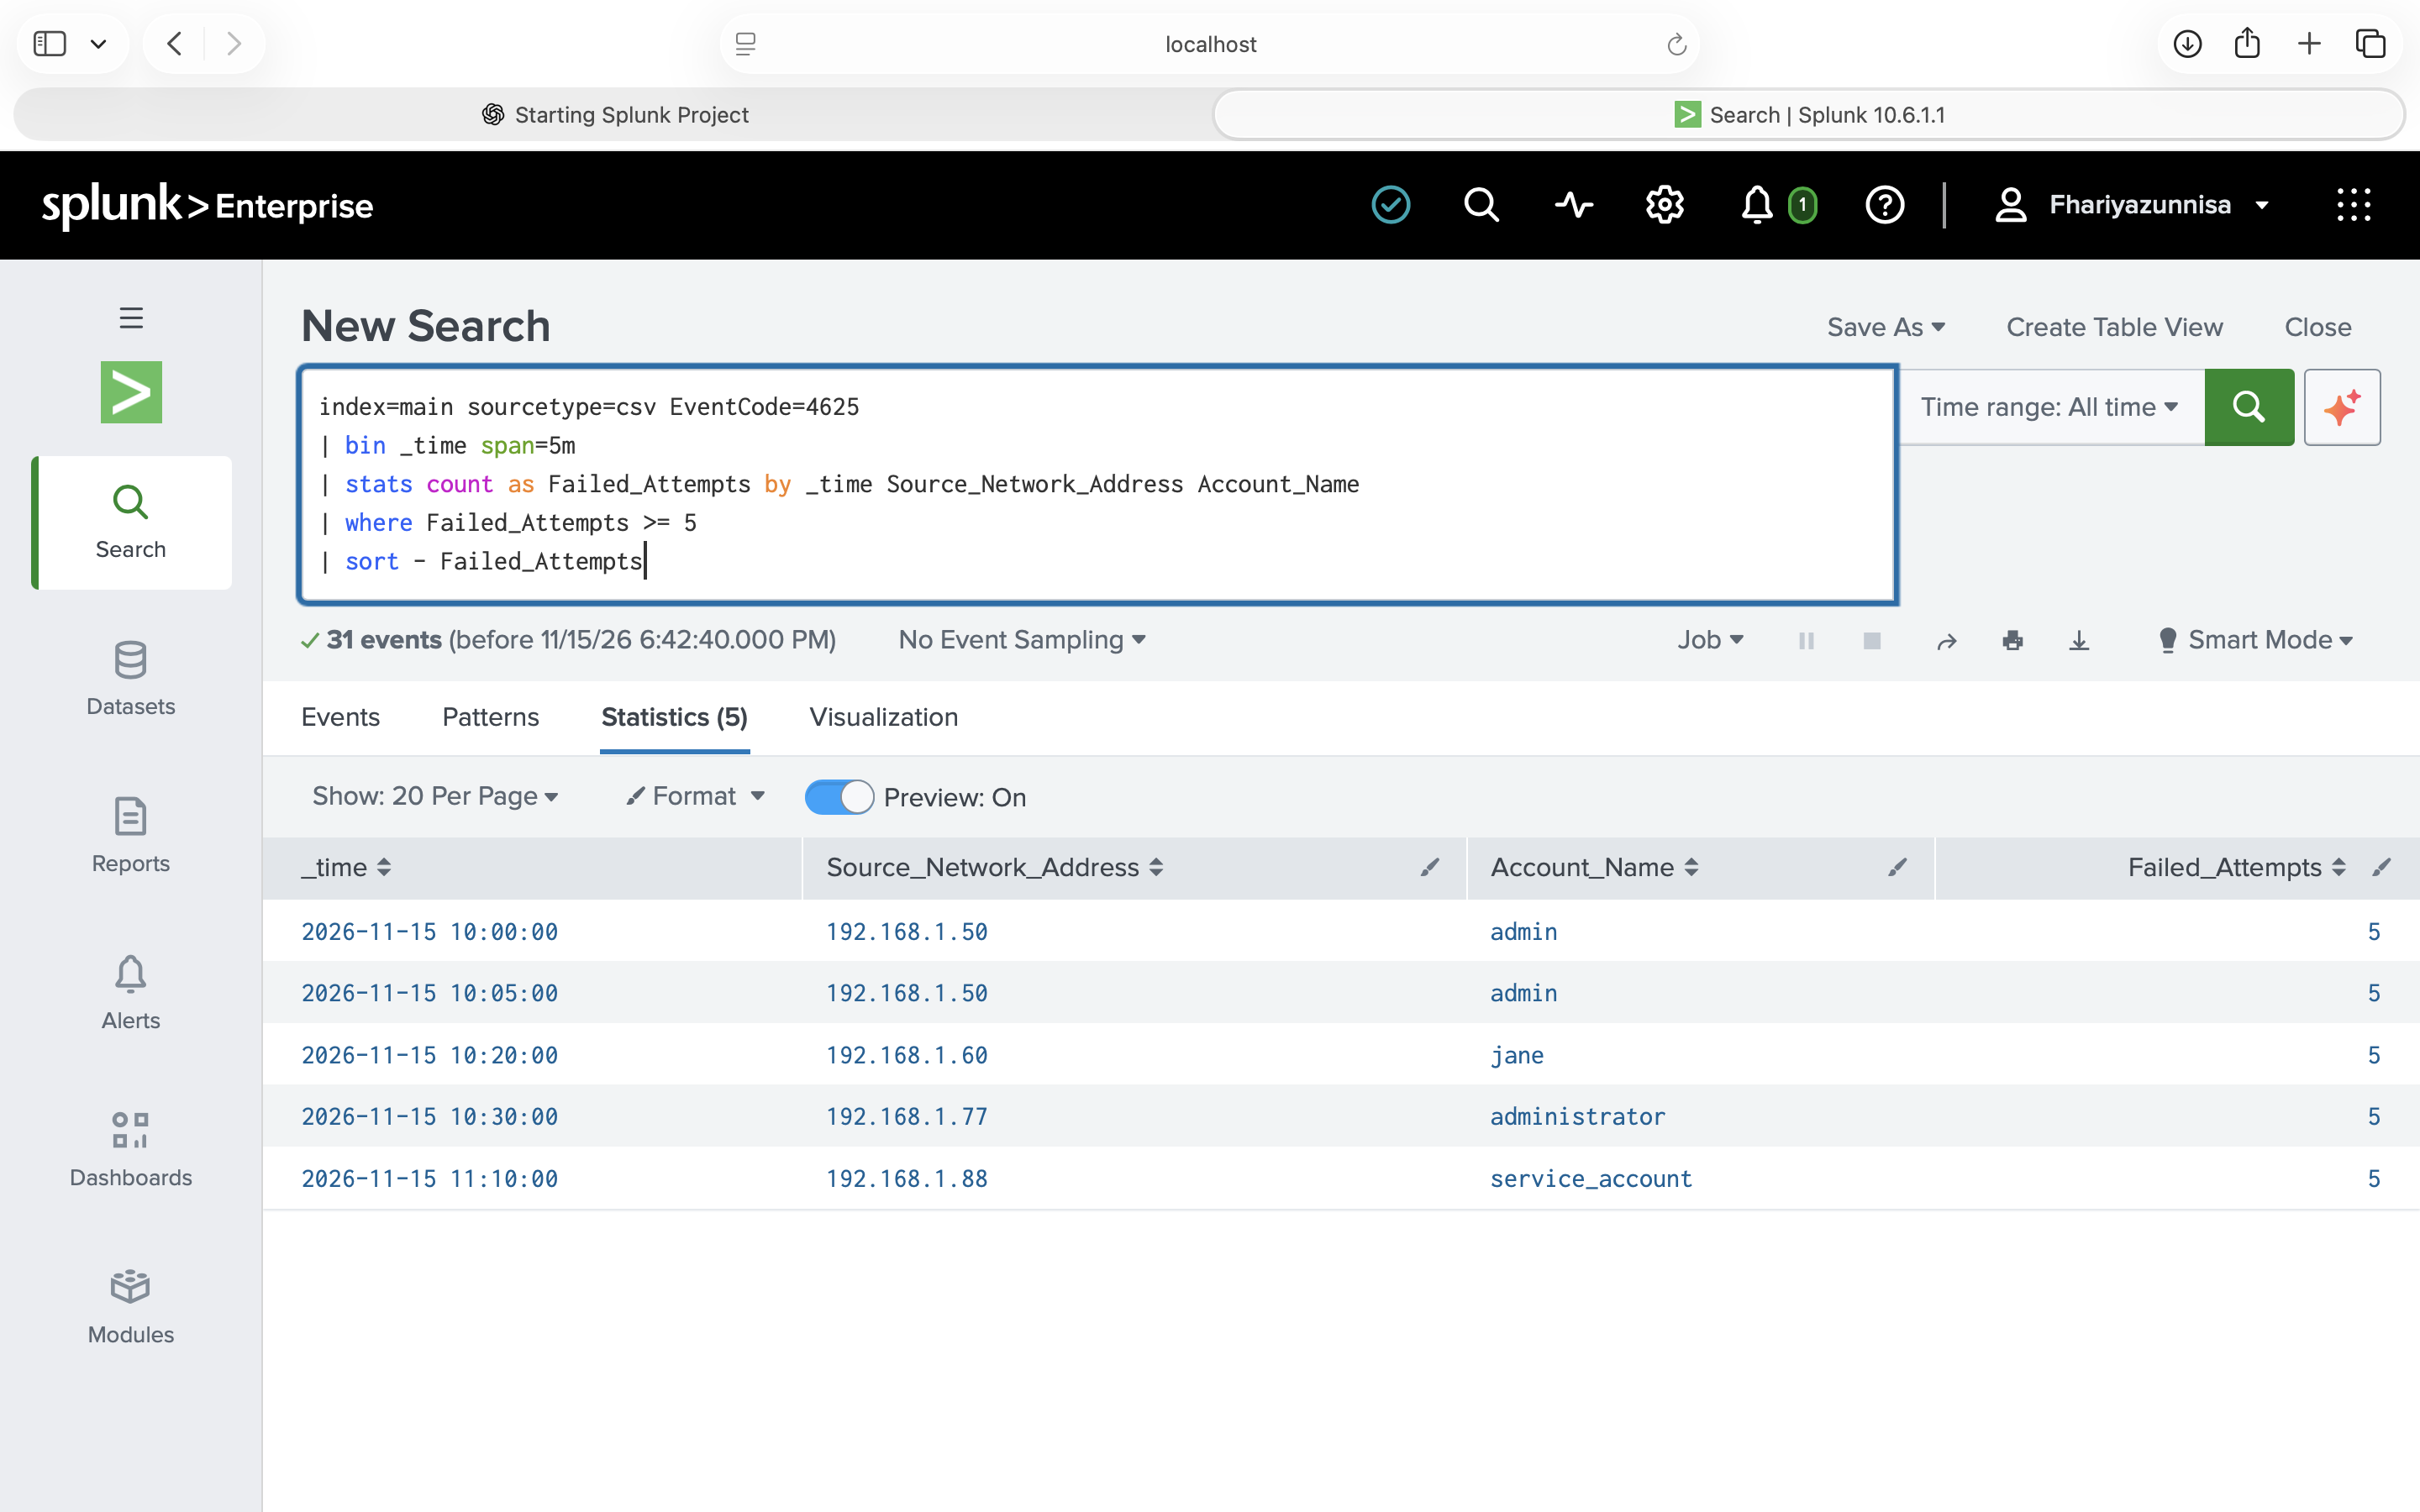 localhost
Starting Splunk Project
Search | Splunk 10.6.1.1
splunk>Enterprise
1
Fhariyazunnisa
New Search
Save As
Create Table View
Close
index=main sourcetype=csv EventCode=4625
| bin _time span=5m
| stats count as Failed_Attempts by _time Source_Network_Address Account_Name
| where Failed_Attempts >= 5
| sort - Failed_Attempts
Time range: All time
Search
Datasets
Reports
Alerts
Dashboards
Modules
31 events (before 11/15/26 6:42:40.000 PM)
No Event Sampling
Job
Smart Mode
Events
Patterns
Statistics (5)
Visualization
Show: 20 Per Page
Format
Preview: On
_time
Source_Network_Address
Account_Name
Failed_Attempts
2026-11-15 10:00:00 192.168.1.50 admin 5
2026-11-15 10:05:00 192.168.1.50 admin 5
2026-11-15 10:20:00 192.168.1.60 jane 5
2026-11-15 10:30:00 192.168.1.77 administrator 5
2026-11-15 11:10:00 192.168.1.88 service_account 5